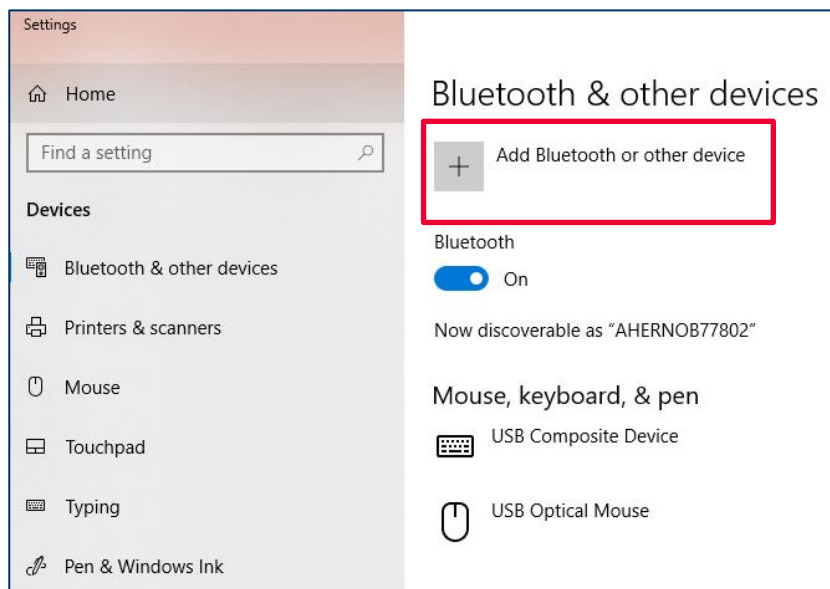 Settings
Home
Find a setting
Devices
Bluetooth & other devices
Printers & scanners
Mouse
Touchpad
Typing
Pen & Windows Ink
Bluetooth & other devices
Add Bluetooth or other device
Bluetooth
On
Now discoverable as “AHERNOB77802”
Mouse, keyboard, & pen
USB Composite Device
USB Optical Mouse